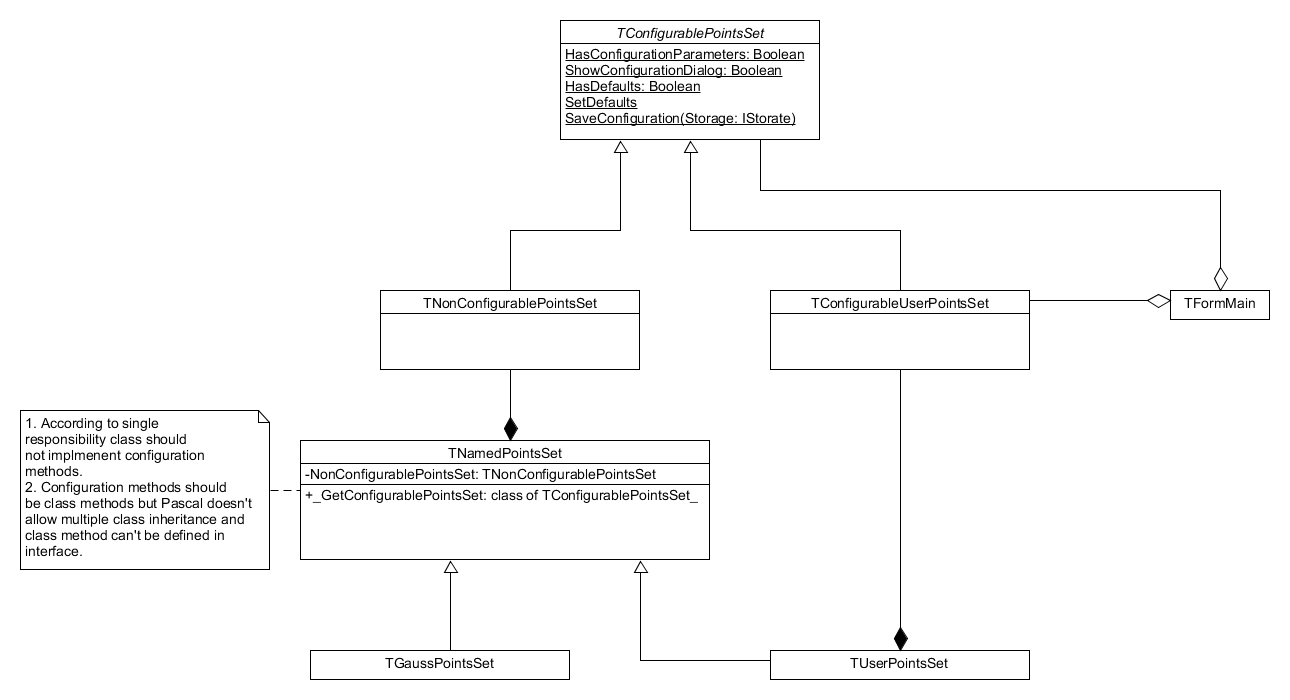 TConfigurablePointsSet
HasConfigurationParameters: Boolean
ShowConfigurationDialog: Boolean
HasDefaults: Boolean
SetDefaults
SaveConfiguration(Storage: IStorate)
TNonConfigurablePointsSet
TConfigurableUserPointsSet
TFormMain
1. According to single
responsibility class should
not implmenent configuration
methods.
2. Configuration methods should
be class methods but Pascal doesn't
allow multiple class inheritance and
class method can't be defined in
interface.
TNamedPointsSet
-NonConfigurablePointsSet: TNonConfigurablePointsSet
+_GetConfigurablePointsSet: class of TConfigurablePointsSet_
TGaussPointsSet
TUserPointsSet